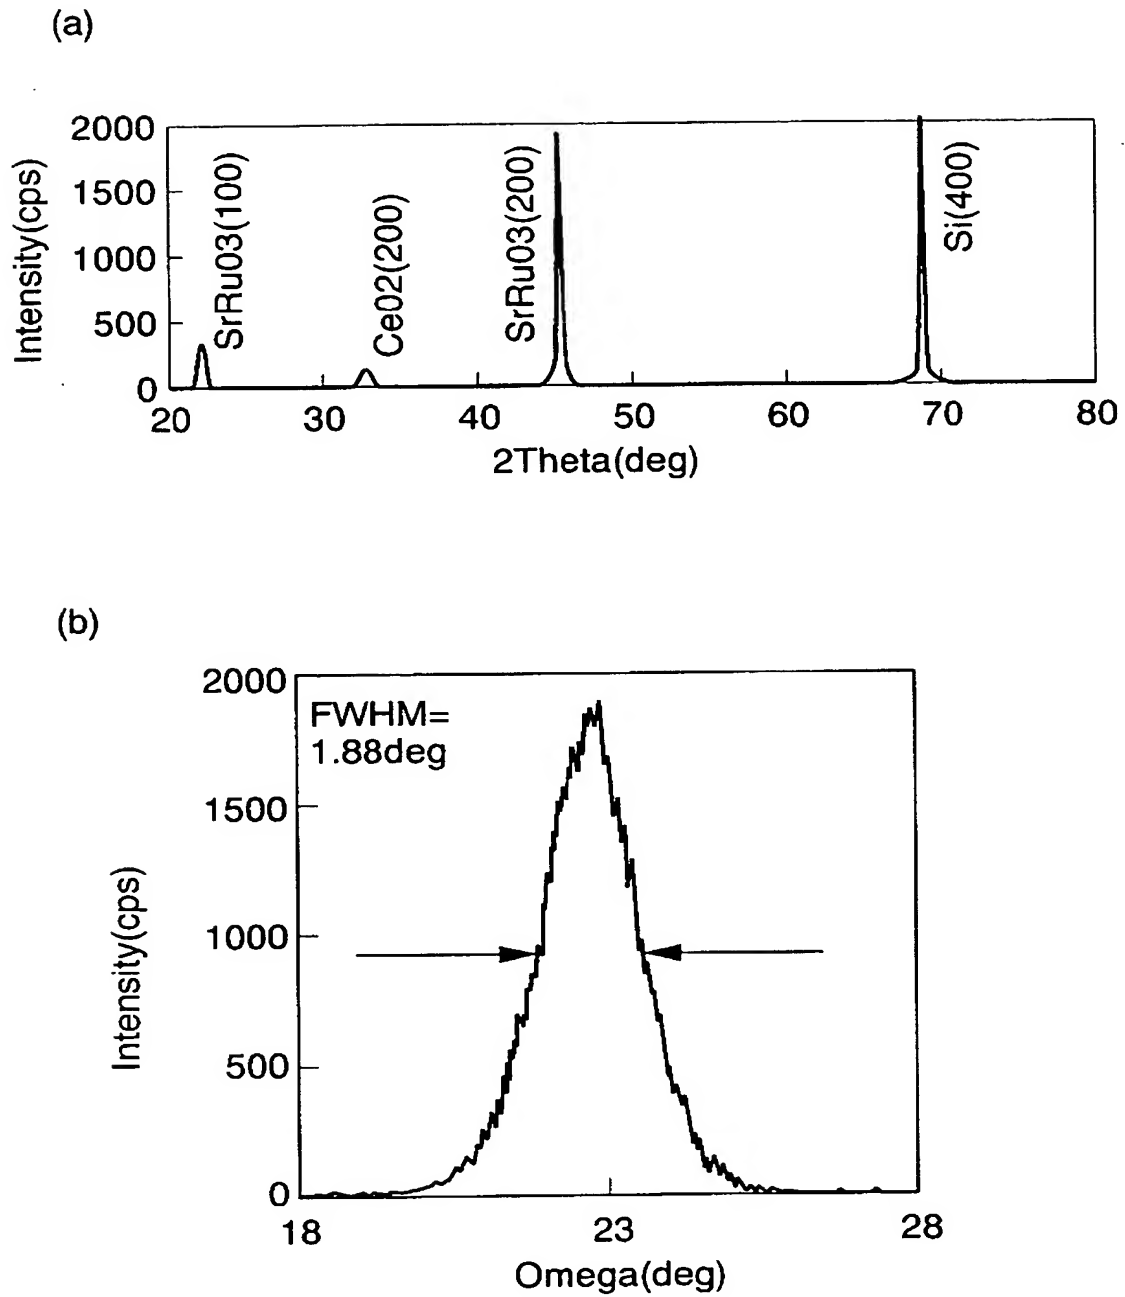 (a)
2000
1500
1000
500
0
Intensity(cps)
SrRu03(100)
Ce02(200)
SrRu03(200)
Si(400)
20 30 40 50 60 70 80
2Theta(deg)
(b)
2000
1500
1000
500
0
Intensity(cps)
FWHM=
1.88deg
18 23 28
Omega(deg)